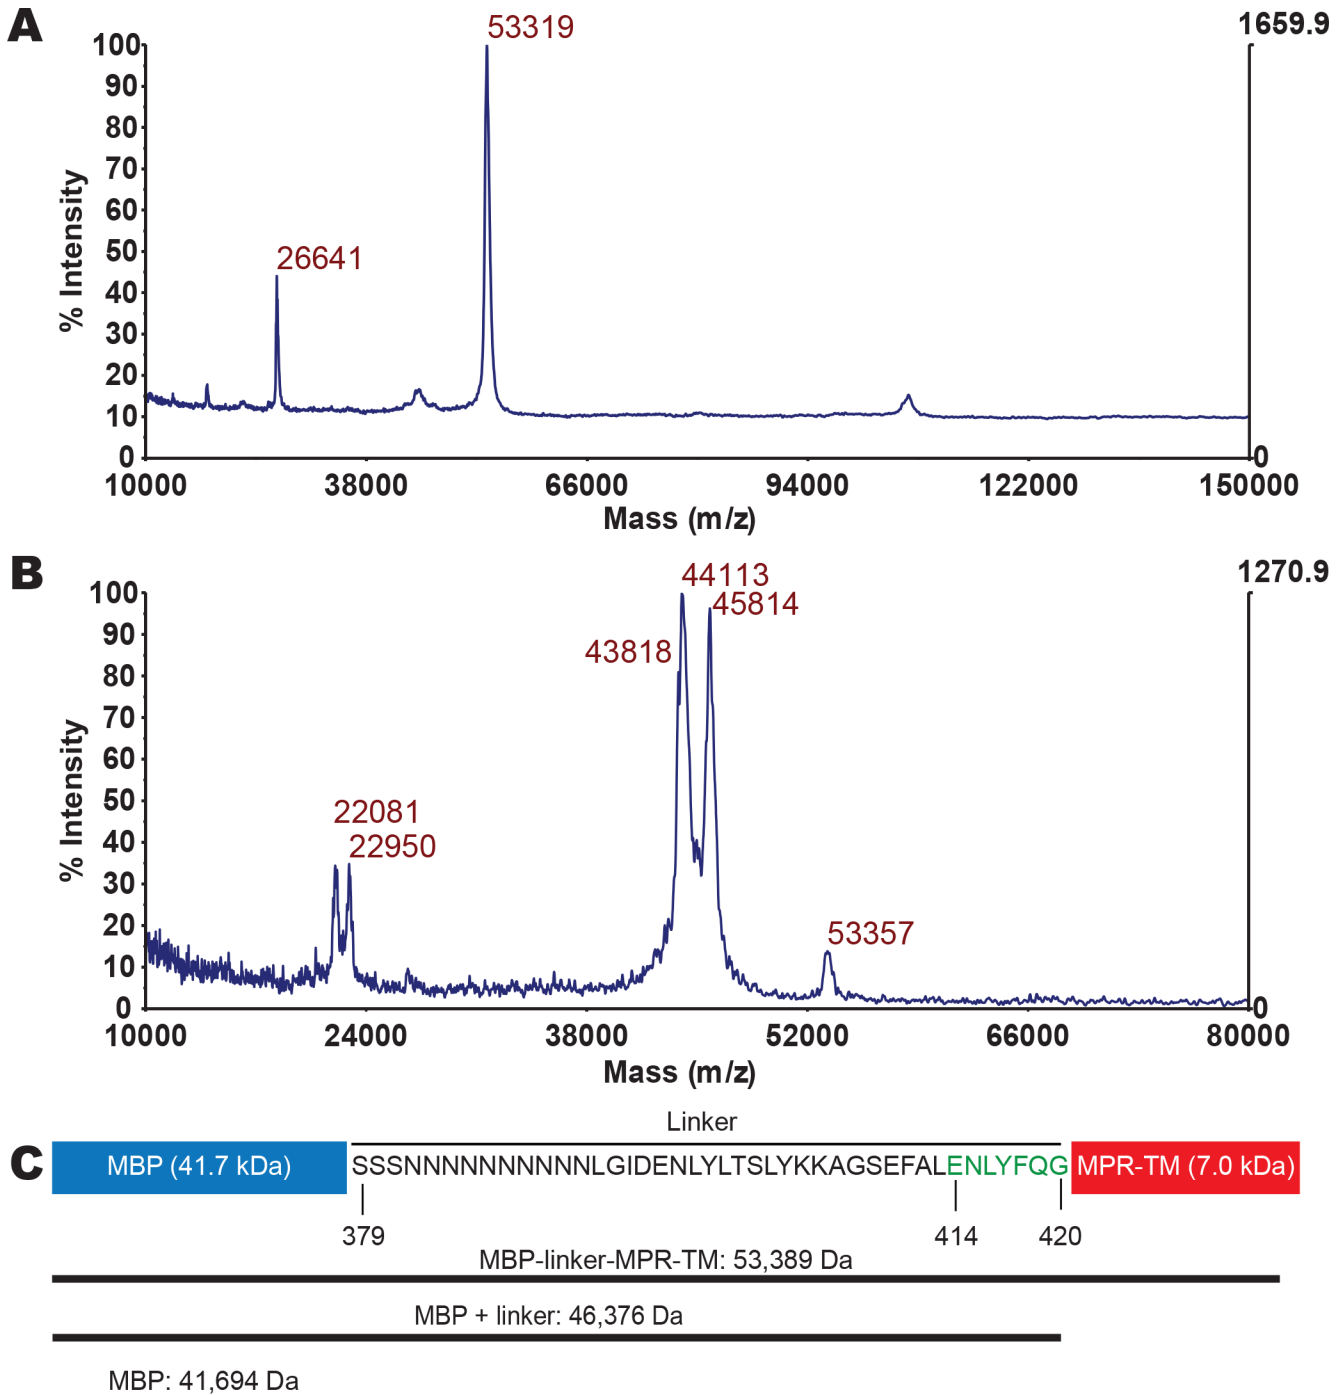 A
53319
1659.9
100
90
80
70
60
50
40
30
20
10
0
% Intensity
26641
0
10000 38000 66000 94000 122000 150000
Mass (m/z)
B
44113
1270.9
45814
43818
100
90
80
70
60
50
40
30
20
10
0
% Intensity
22081
22950
53357
0
10000 24000 38000 52000 66000 80000
Mass (m/z)
Linker
C MBP (41.7 kDa) SSSNNNNNNNNNNLGIDENLYLTSLYKKAGSEFALENLYFQG MPR-TM (7.0 kDa)
379 414 420
MBP-linker-MPR-TM: 53,389 Da
MBP + linker: 46,376 Da
MBP: 41,694 Da